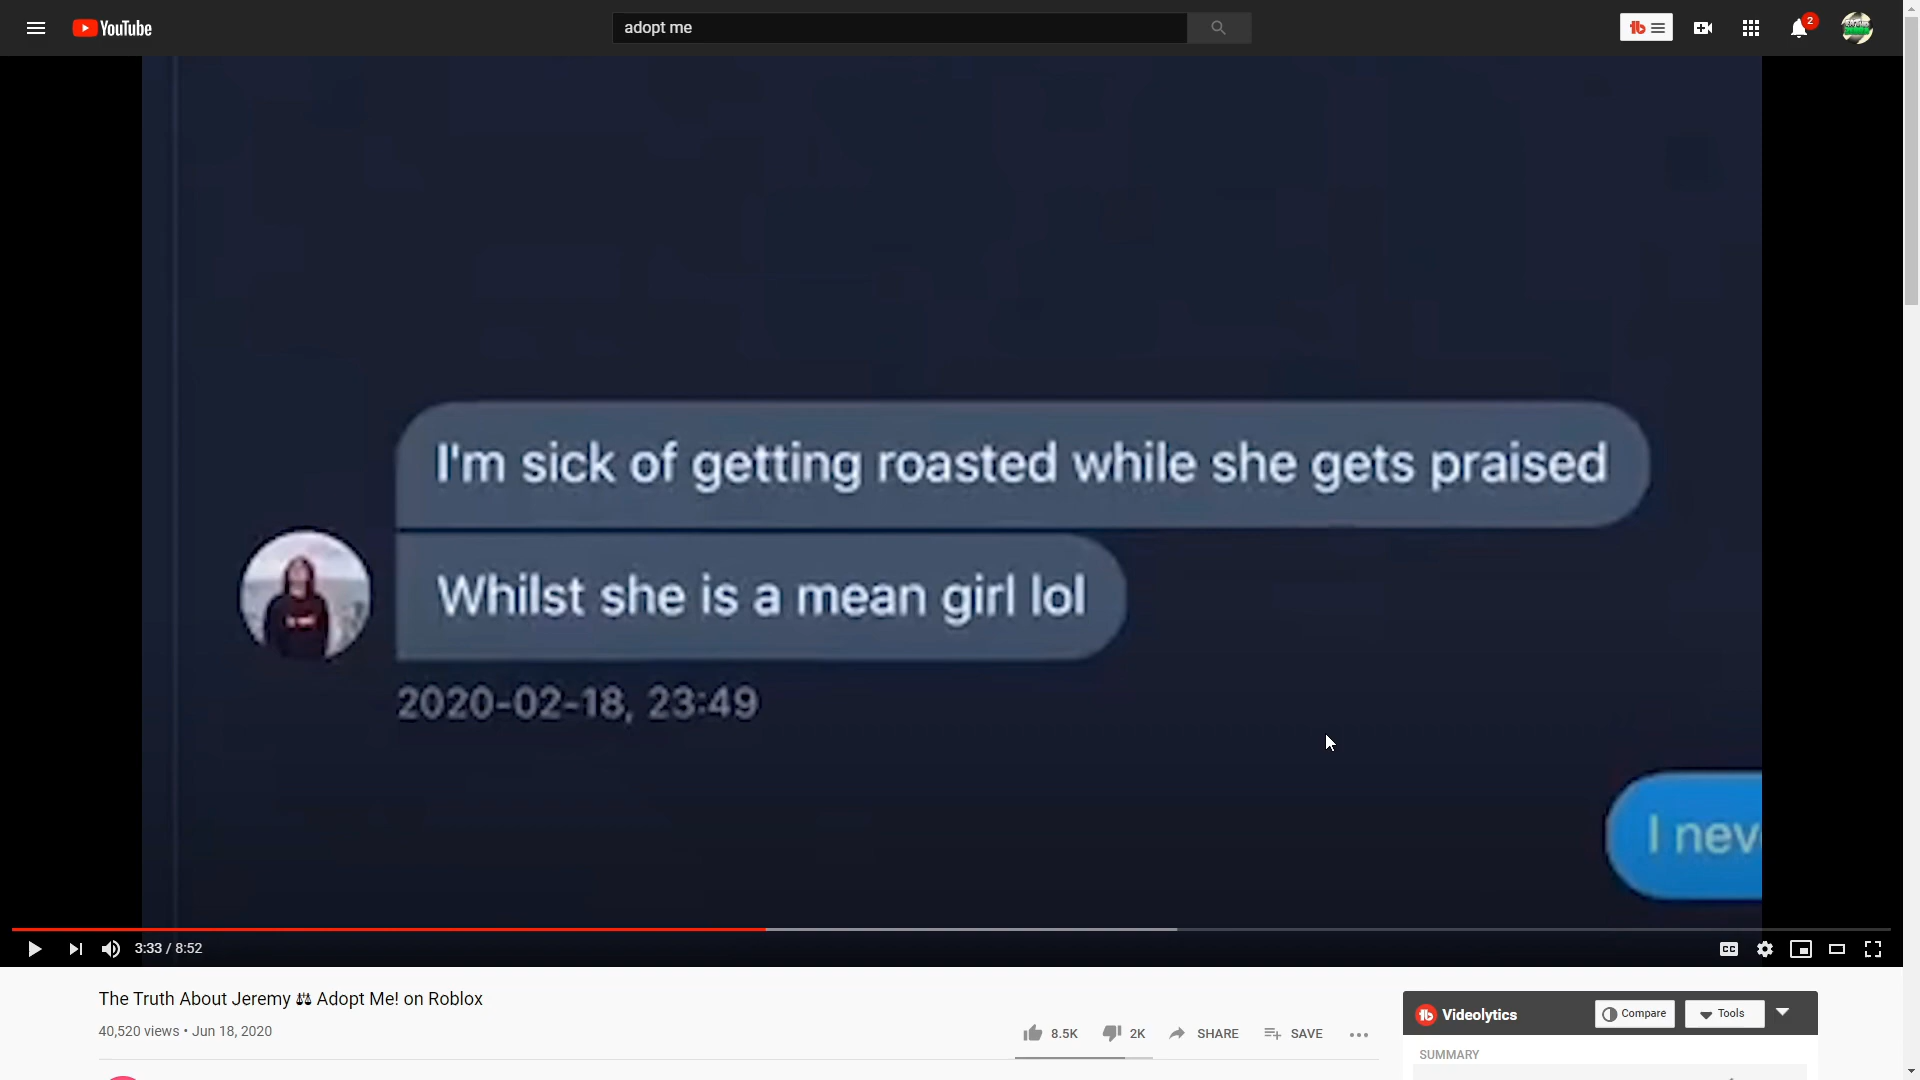 YouTube
adopt me
2
I'm sick of getting roasted while she gets praised
Whilst she is a mean girl lol
2020-02-18, 23:49
I nev
3:33 / 8:52
CC
The Truth About Jeremy ⚖⚖ Adopt Me! on Roblox
40,520 views • Jun 18, 2020
8.5K
2K
SHARE
SAVE
Videolytics
Compare
Tools
SUMMARY